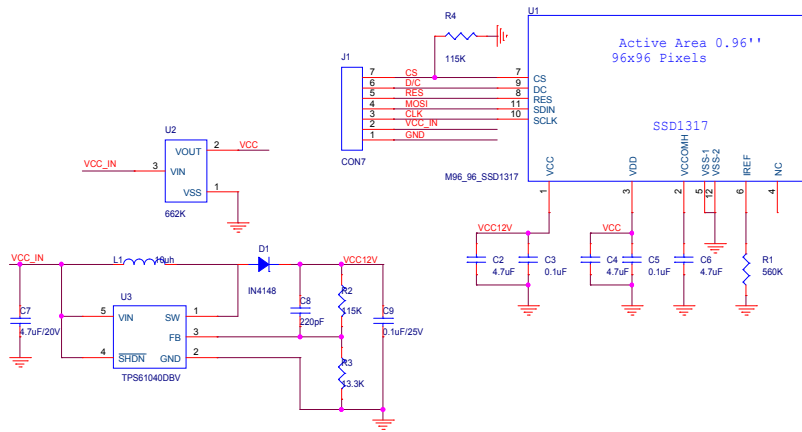 R4
115K
U1
Active Area 0.96''
96x96 Pixels
SSD1317
J1
7 CS 7 CS
6 D/C 9 DC
5 RES 8 RES
4 MOSI 11 SDIN
3 CLK 10 SCLK
2 VCC_IN
1 GND
CON7
M96_96_SSD1317
VCC VDD VCCOMH VSS-1 VSS-2 IREF NC
1 3 2 5 12 6 4
U2
VCC_IN 3 VIN
VOUT 2 VCC
VSS 1
662K
VCC12V
C2
4.7uF
C3
0.1uF
VCC
C4
4.7uF
C5
0.1uF
C6
4.7uF
R1
560K
VCC_IN
L1 10uh
D1
IN4148
VCC12V
C7
4.7uF/20V
U3
5 VIN SW 1
FB 3
4 SHDN GND 2
TPS61040DBV
C8
220pF
R2
115K
C9
0.1uF/25V
R3
13.3K